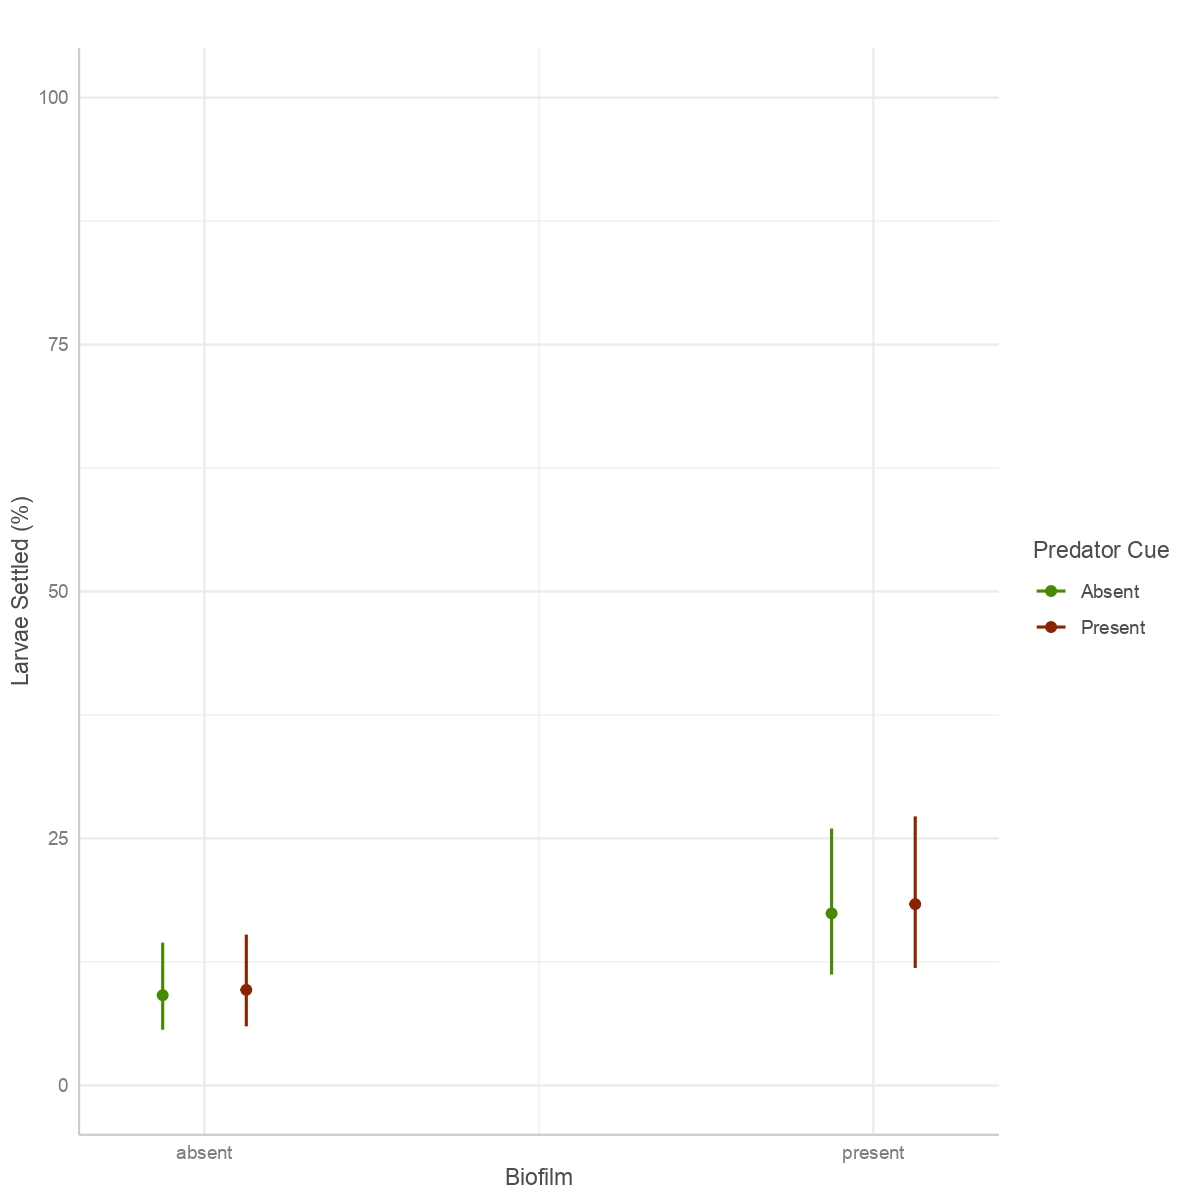 100
75
50
25
0
Larvae Settled (%)
absent
present
Biofilm
Predator Cue
Absent
Present